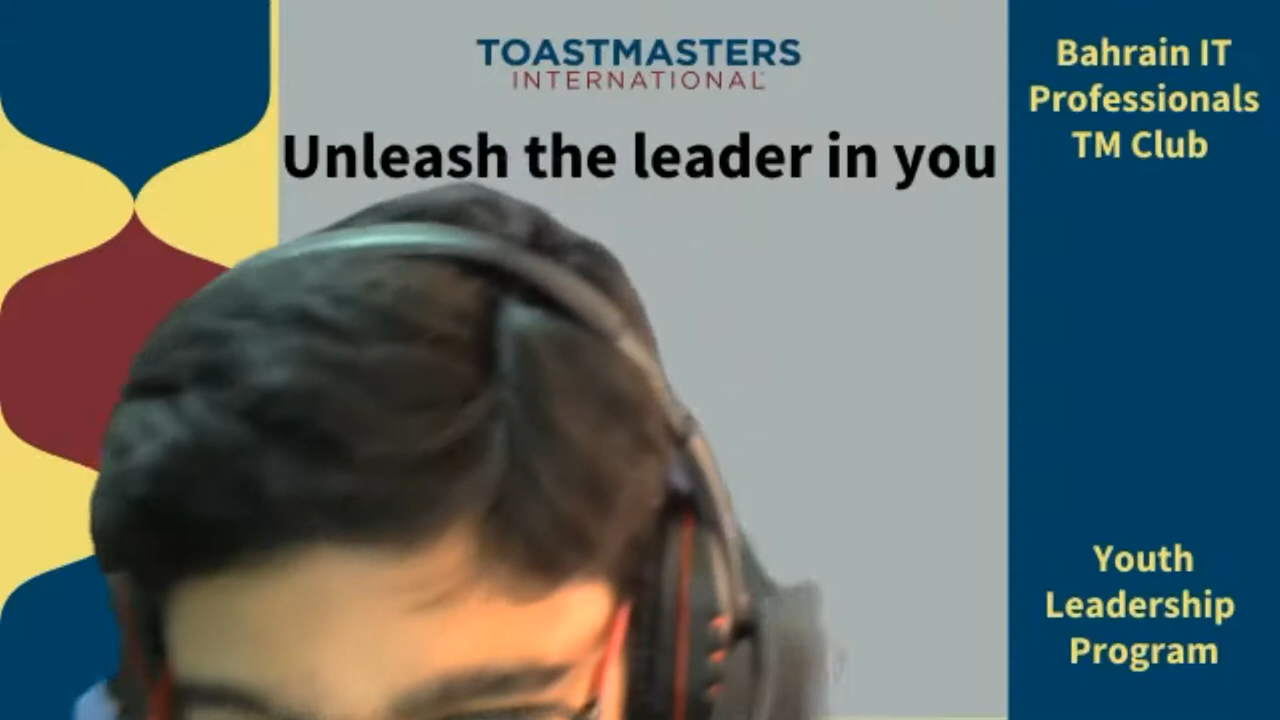 TOASTMASTERS
INTERNATIONAL
Unleash the leader in you
Bahrain IT
Professionals
TM Club
Youth
Leadership
Program